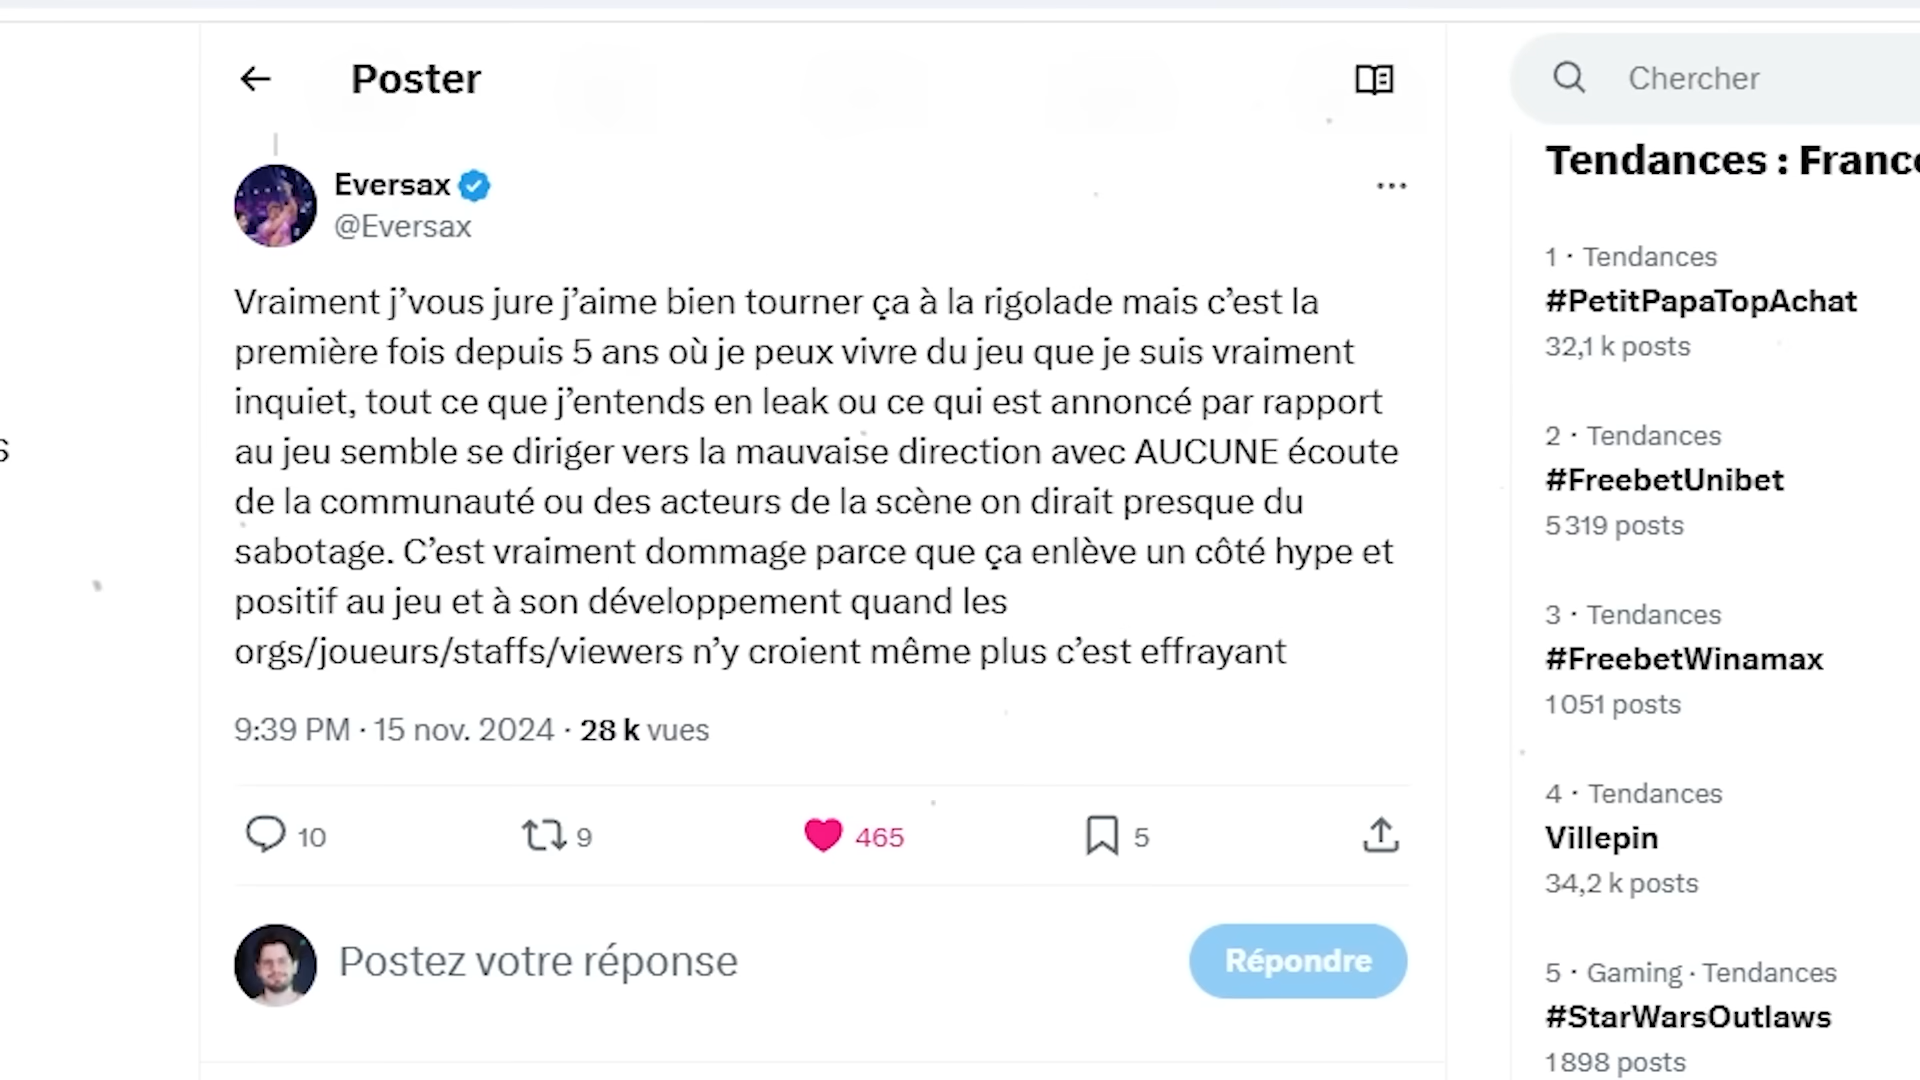 Poster
Eversax
@Eversax
Vraiment j’vous jure j’aime bien tourner ça à la rigolade mais c’est la
première fois depuis 5 ans où je peux vivre du jeu que je suis vraiment
inquiet, tout ce que j’entends en leak ou ce qui est annoncé par rapport
au jeu semble se diriger vers la mauvaise direction avec AUCUNE écoute
de la communauté ou des acteurs de la scène on dirait presque du
sabotage. C’est vraiment dommage parce que ça enlève un côté hype et
positif au jeu et à son développement quand les
orgs/joueurs/staffs/viewers n’y croient même plus c’est effrayant
9:39 PM · 15 nov. 2024 · 28 k vues
10 9 465 5
Postez votre réponse
Répondre
Chercher
Tendances : France
1 · Tendances
#PetitPapaTopAchat
32,1 k posts
2 · Tendances
#FreebetUnibet
5 319 posts
3 · Tendances
#FreebetWinamax
1 051 posts
4 · Tendances
Villepin
34,2 k posts
5 · Gaming · Tendances
#StarWarsOutlaws
1 898 posts